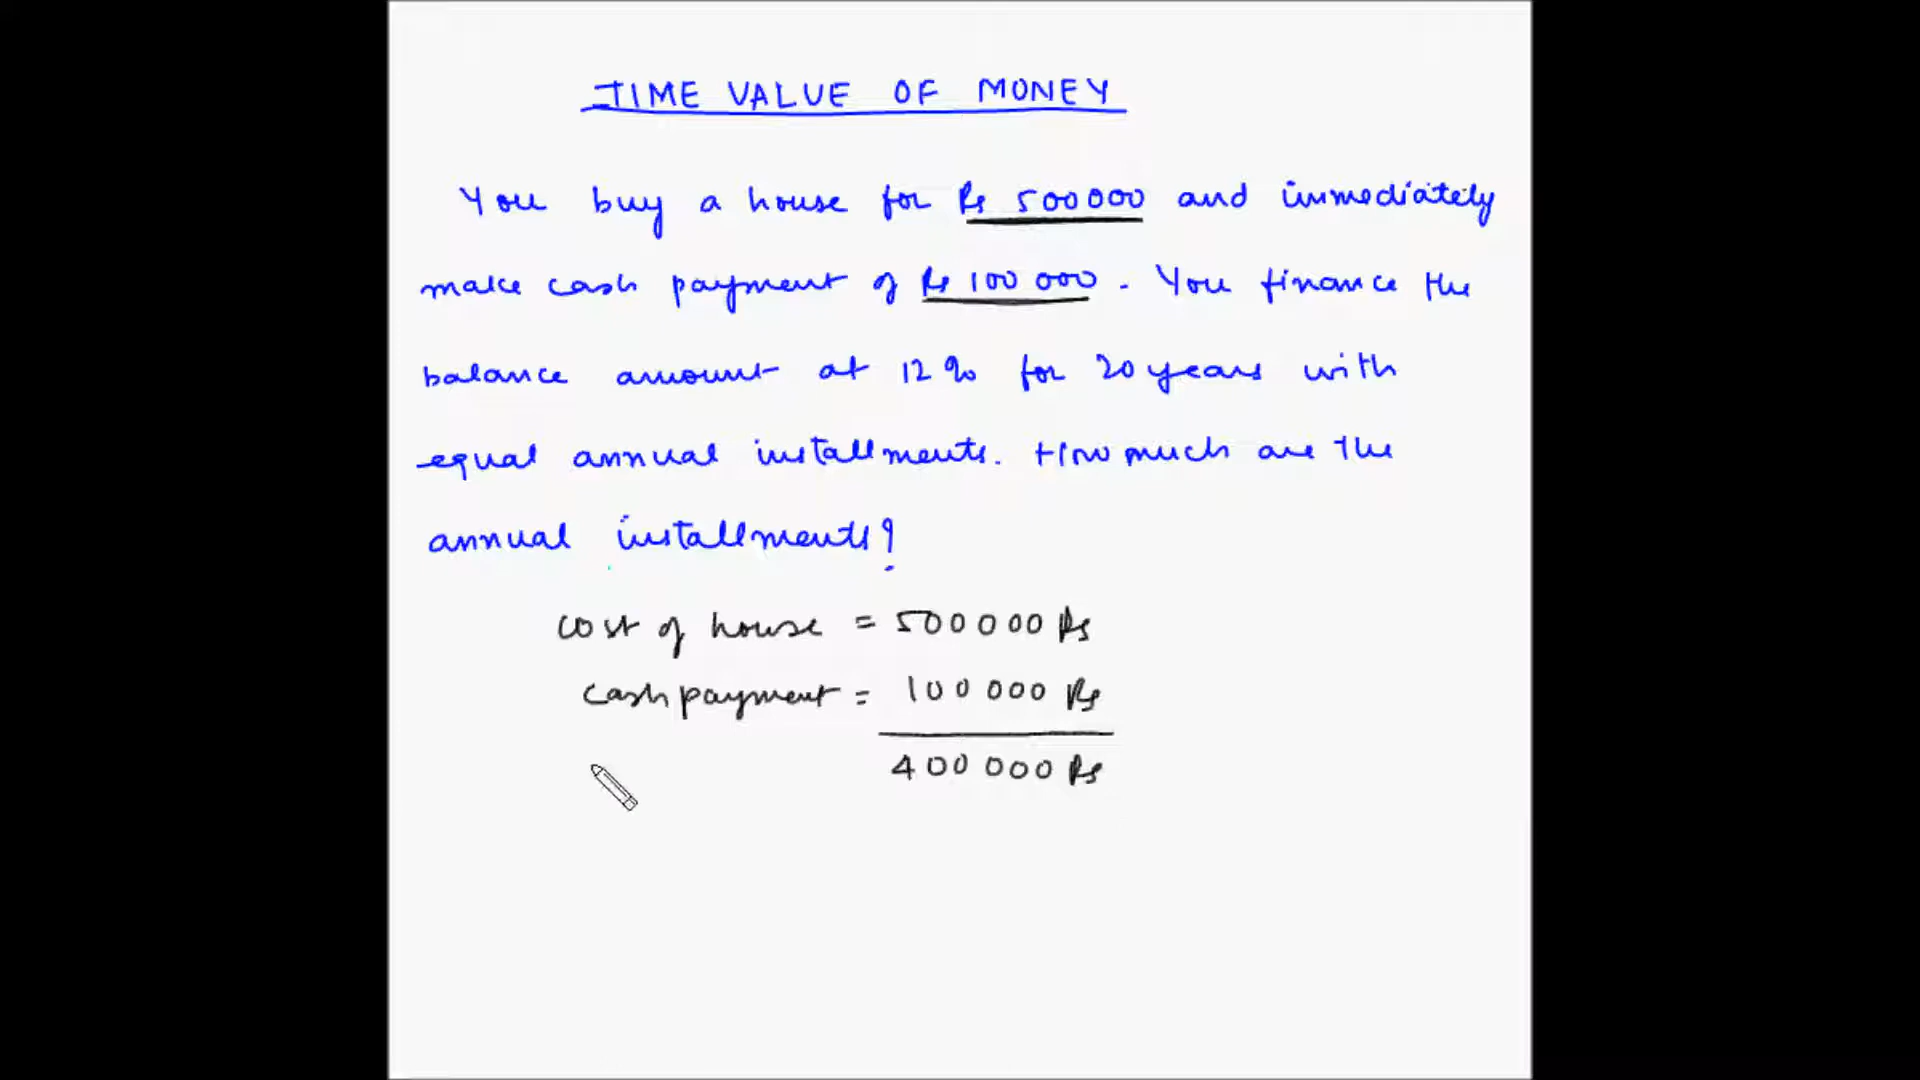 TIME VALUE OF MONEY
You buy a house for Rs 500000 and immediately
make cash payment of Rs 100 000. You finance the
balance amount at 12% for 20 years with
equal annual installments. How much are the
annual installments?
cost of house = 500000 Rs
cash payment = 100 000 Rs
400 000 Rs